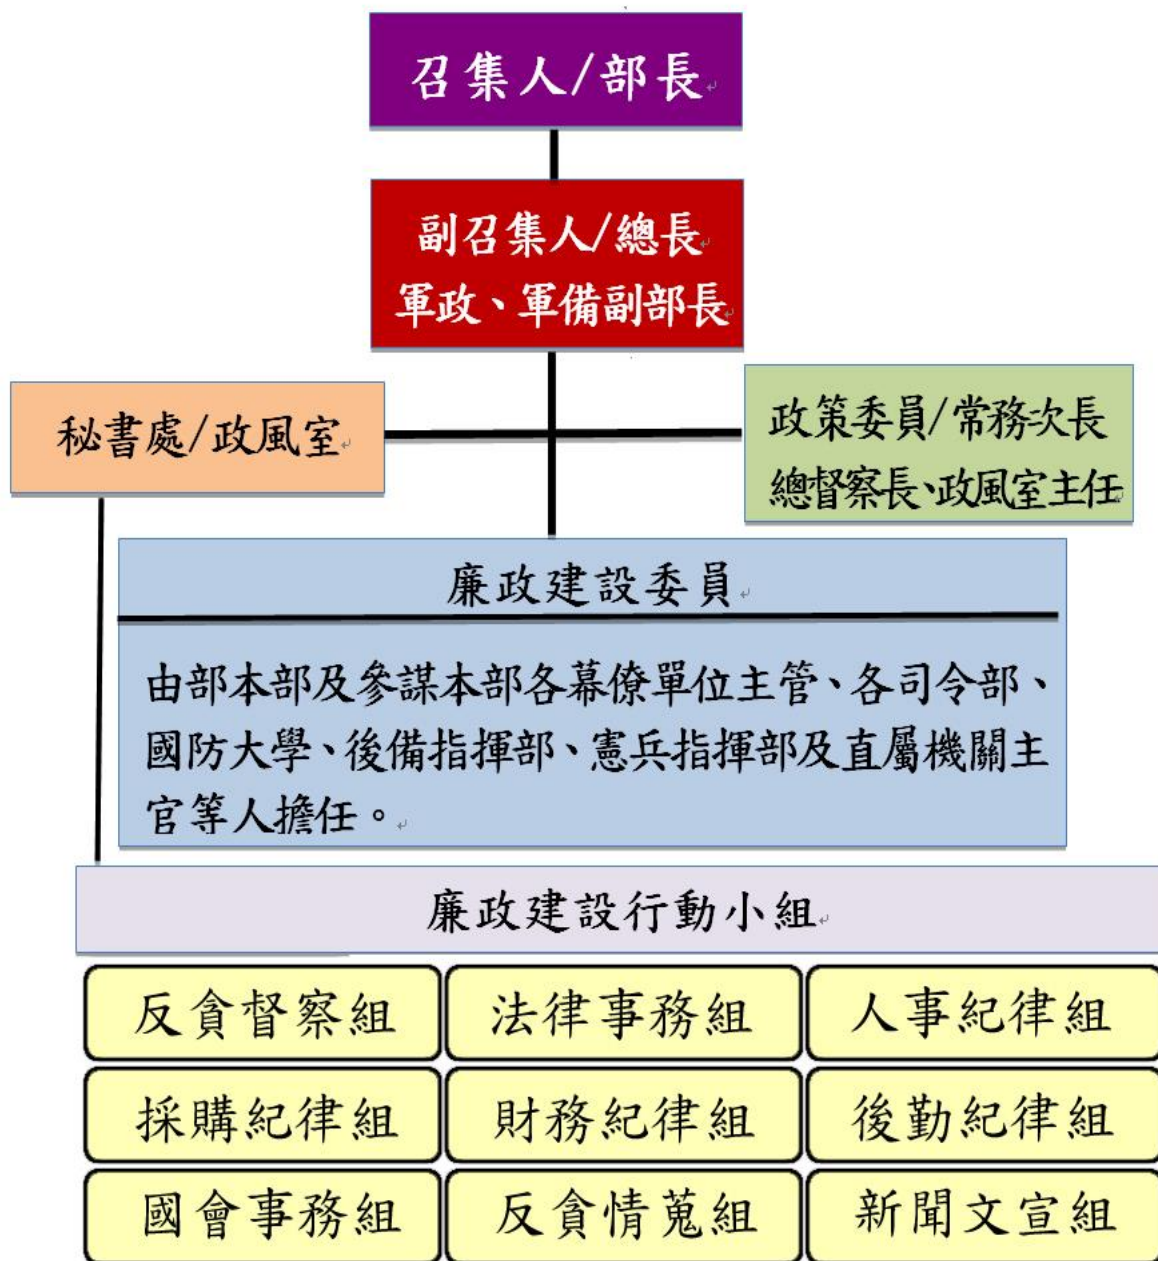 召集人/部長
副召集人/總長
軍政、軍備副部長
秘書處/政風室
政策委員/常務次長
總督察長、政風室主任
廉政建設委員
由部本部及參謀本部各幕僚單位主管、各司令部、
國防大學、後備指揮部、憲兵指揮部及直屬機關主
官等人擔任。
廉政建設行動小組
反貪督察組
法律事務組
人事紀律組
採購紀律組
財務紀律組
後勤紀律組
國會事務組
反貪情蒐組
新聞文宣組